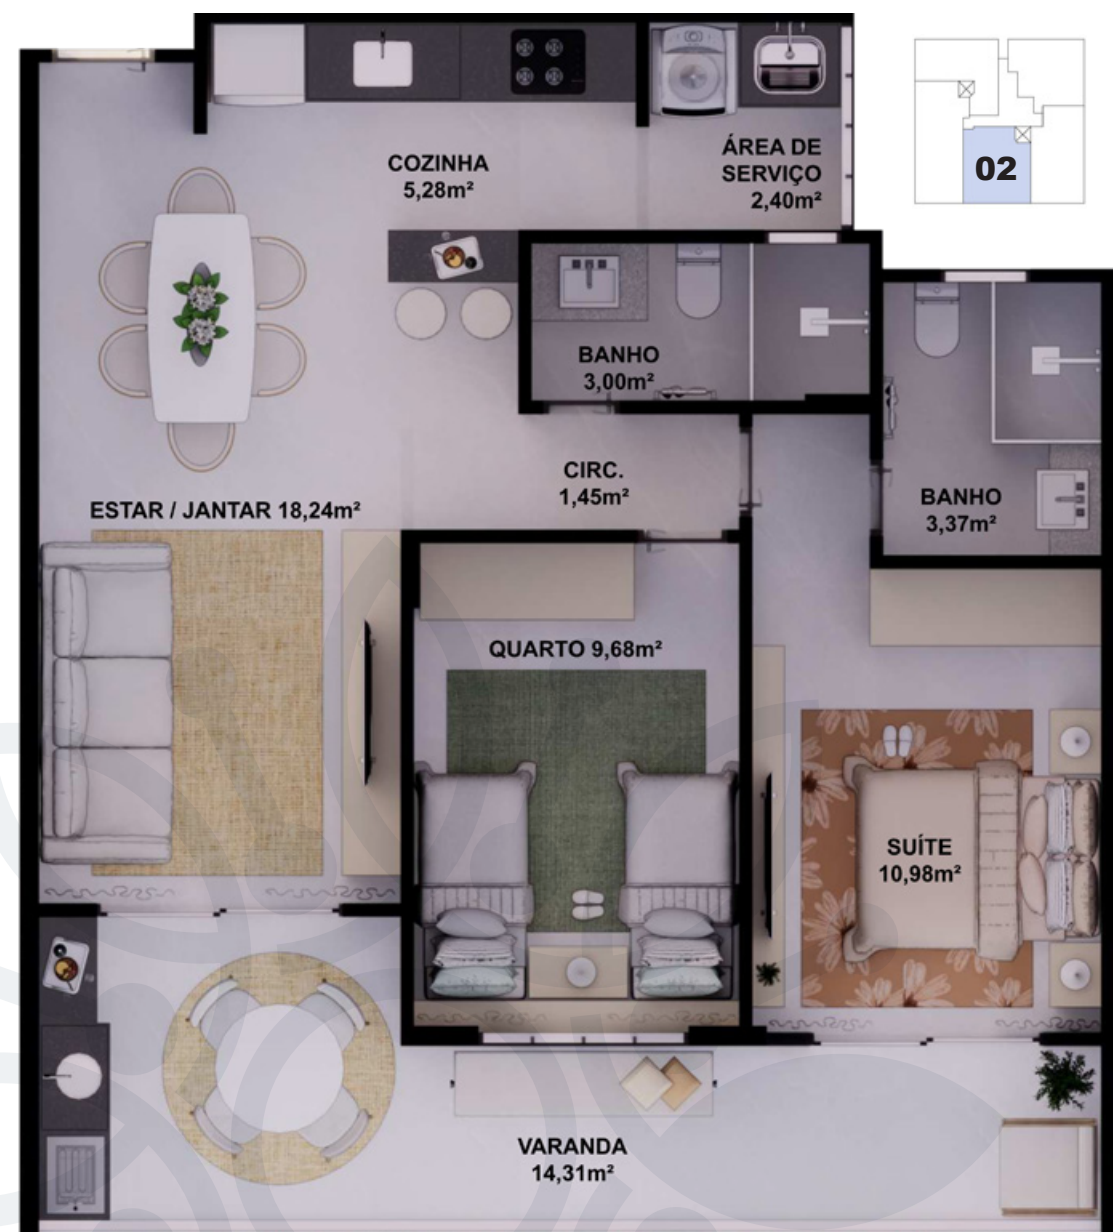 COZINHA
5,28m²
ÁREA DE
SERVIÇO
2,40m²
02
BANHO
3,00m²
CIRC.
1,45m²
BANHO
3,37m²
ESTAR / JANTAR 18,24m²
QUARTO 9,68m²
SUÍTE
10,98m²
VARANDA
14,31m²